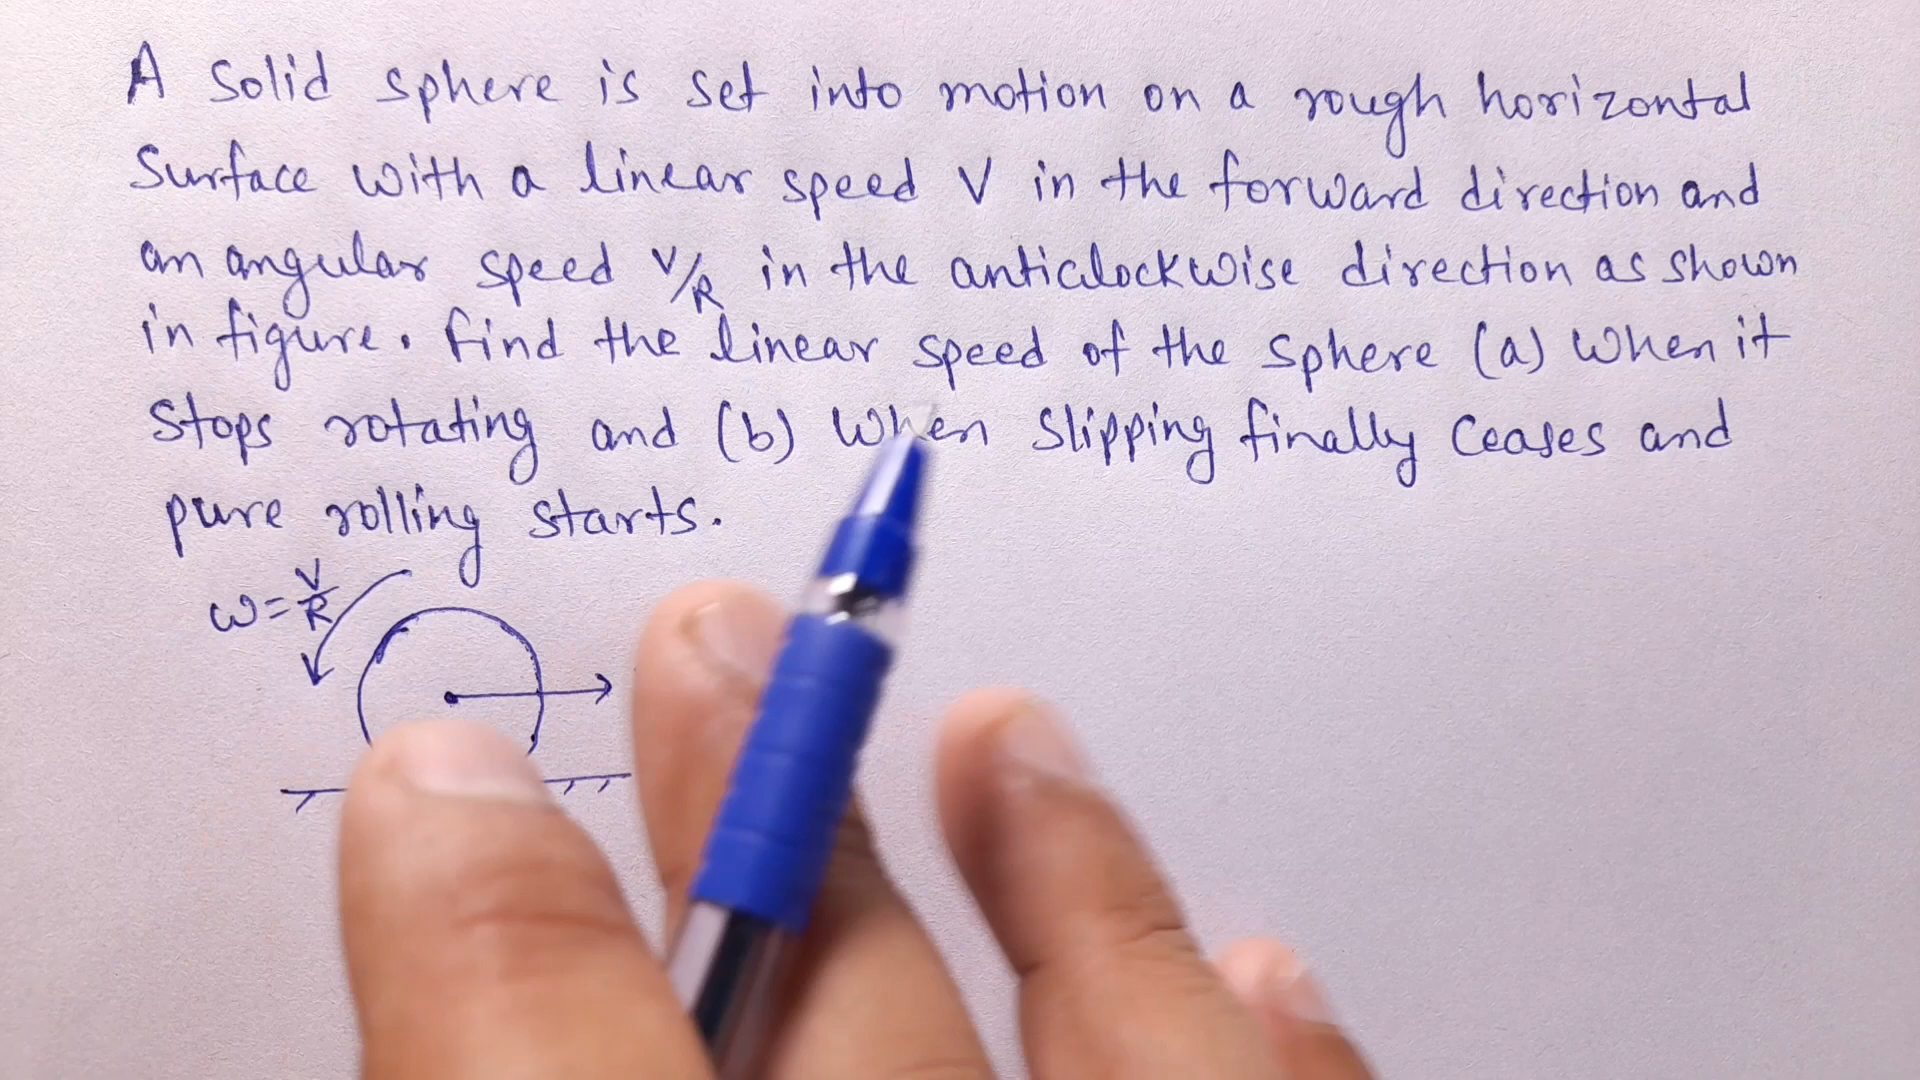 A solid sphere is set into motion on a rough horizontal
surface with a linear speed V in the forward direction and
an angular speed V/R in the anticlockwise direction as shown
in figure. find the linear speed of the sphere (a) when it
stops rotating and (b) when slipping finally ceases and
pure rolling starts.
ω = V/R